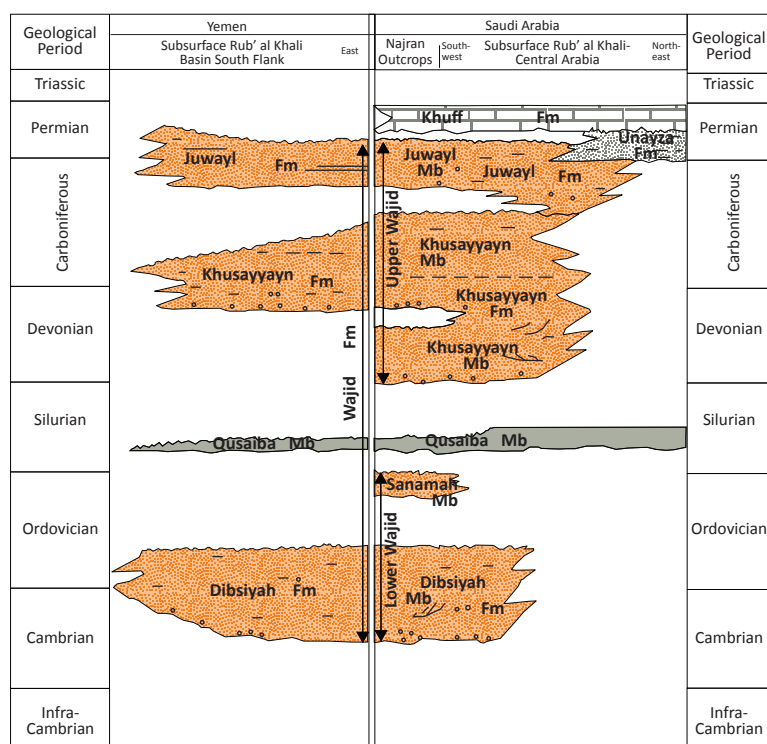 Geological
Period
Yemen
Subsurface Rub' al Khali
Basin South Flank
East
Saudi Arabia
Najran
Outcrops
South-
west
Subsurface Rub' al Khali-
Central Arabia
North-
east
Geological
Period
Triassic
Permian
Carboniferous
Devonian
Silurian
Ordovician
Cambrian
Infra-
Cambrian
Juwayl
Fm
Khusayyayn
Fm
Qusaiba Mb
Dibsiyah Fm
Wajid Fm
Khuff Fm
Unayza
Fm
Juwayl
Mb
Juwayl Fm
Upper Wajid
Khusayyayn
Mb
Khusayyayn
Fm
Khusayyayn
Mb
Qusaiba Mb
Sanamah
Mb
Lower Wajid
Dibsiyah
Mb
Fm
Triassic
Permian
Carboniferous
Devonian
Silurian
Ordovician
Cambrian
Infra-
Cambrian